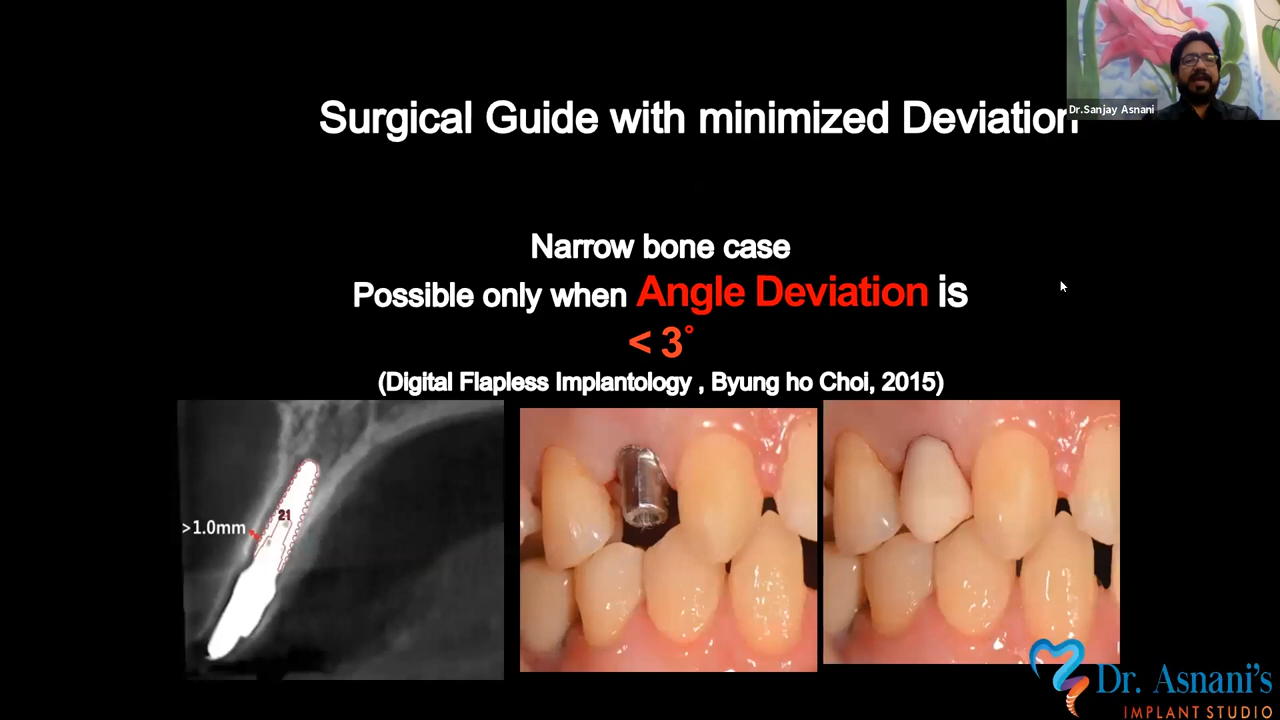 Dr.Sanjay Asnani
Surgical Guide with minimized Deviation
Narrow bone case
Possible only when Angle Deviation is
< 3°
(Digital Flapless Implantology , Byung ho Choi, 2015)
>1.0mm
21
Dr. Asnani's
IMPLANT STUDIO